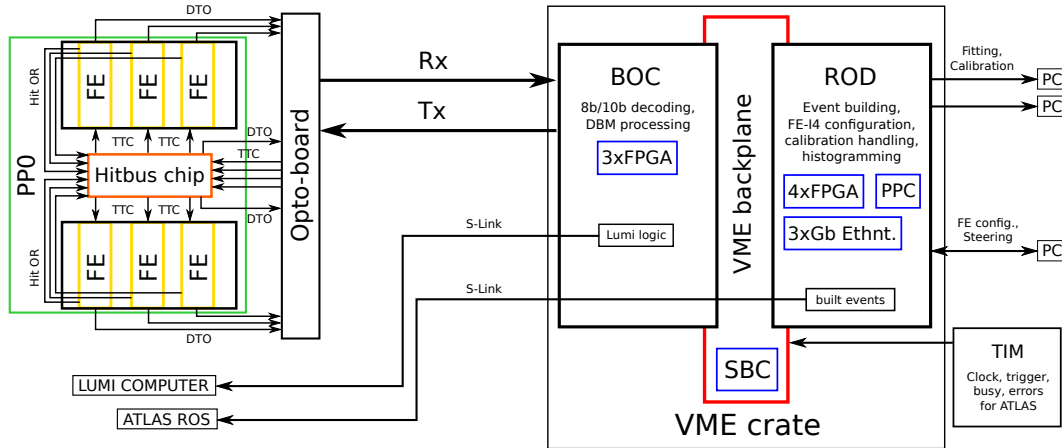 DTO
Hit OR
FE
FE
FE
TTC
TTC
DTO
PP0
Hitbus chip
TTC
TTC
TTC
DTO
Hit OR
FE
FE
FE
DTO
Opto-board
Rx
Tx
S-Link
S-Link
LUMI COMPUTER
ATLAS ROS
BOC
8b/10b decoding,
DBM processing
3xFPGA
Lumi logic
VME backplane
SBC
VME crate
ROD
Event building,
FE-I4 configuration,
calibration handling,
histogramming
4xFPGA
PPC
3xGb Ethnt.
built events
Fitting,
Calibration
PC
PC
FE config.,
Steering
PC
TIM
Clock, trigger,
busy, errors
for ATLAS